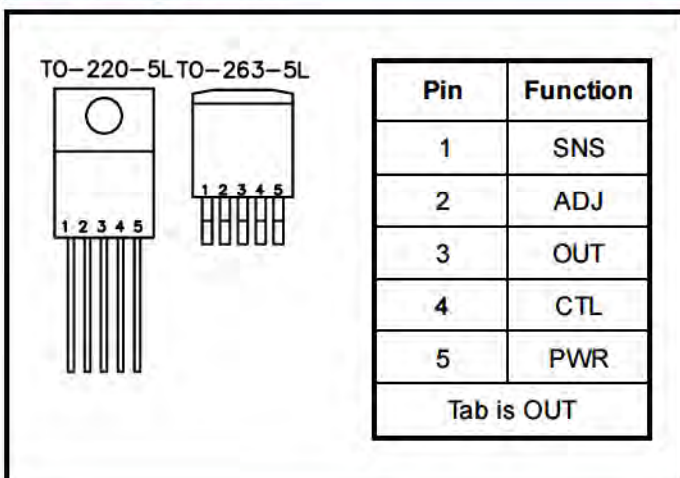 TO-220-5L TO-263-5L
1 2 3 4 5
1 2 3 4 5
Pin Function
1 SNS
2 ADJ
3 OUT
4 CTL
5 PWR
Tab is OUT